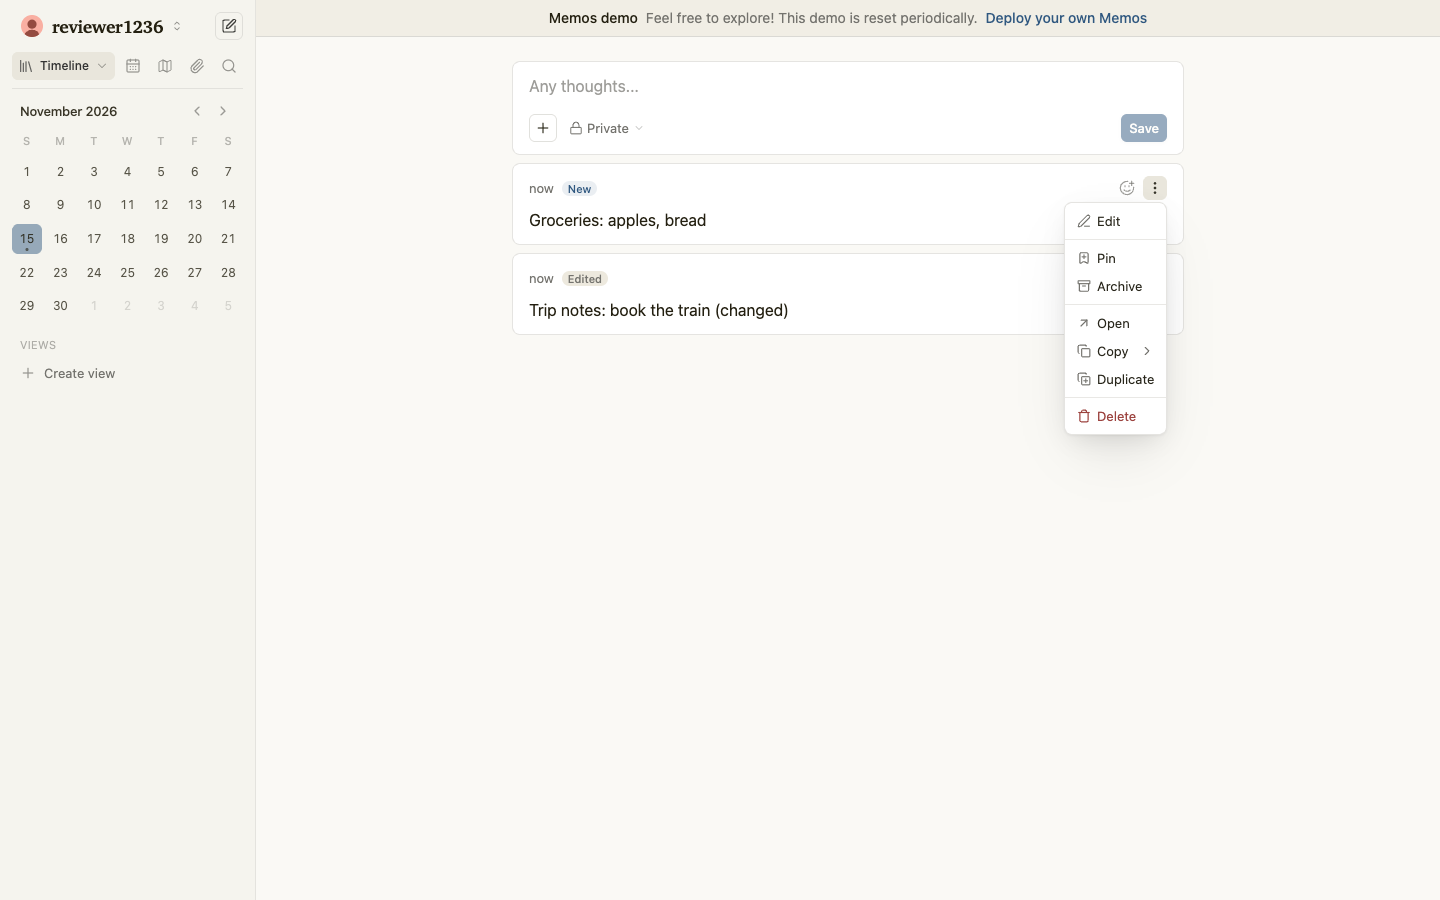 reviewer1236
Memos demo Feel free to explore! This demo is reset periodically. Deploy your own Memos
Timeline
November 2026
S M T W T F S
1 2 3 4 5 6 7
8 9 10 11 12 13 14
15 16 17 18 19 20 21
22 23 24 25 26 27 28
29 30 1 2 3 4 5
VIEWS
Create view
Any thoughts...
Private
Save
now New
Groceries: apples, bread
now Edited
Trip notes: book the train (changed)
Edit
Pin
Archive
Open
Copy
Duplicate
Delete